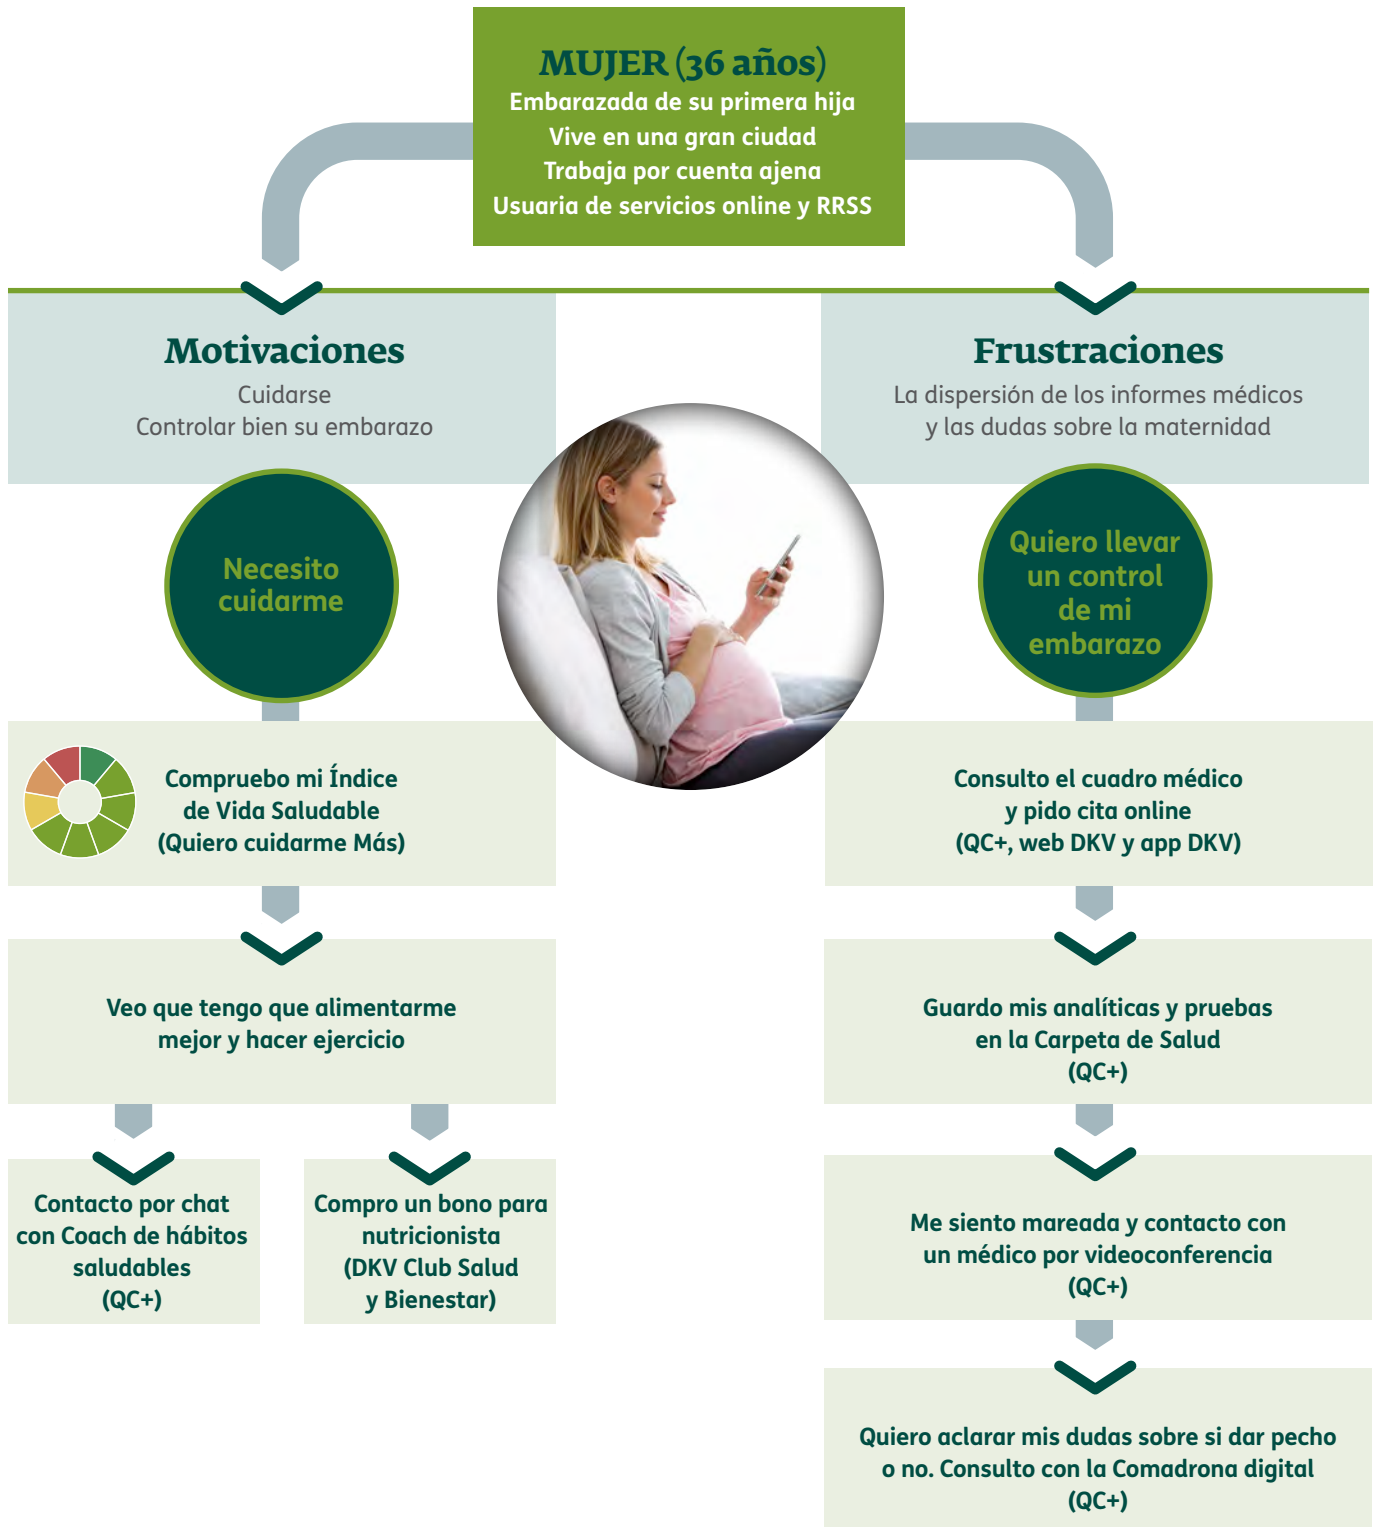 MUJER (36 años)
Embarazada de su primera hija
Vive en una gran ciudad
Trabaja por cuenta ajena
Usuaria de servicios online y RRSS
Motivaciones
Cuidarse
Controlar bien su embarazo
Necesito
cuidarme
Compruebo mi Índice
de Vida Saludable
(Quiero cuidarme Más)
Veo que tengo que alimentarme
mejor y hacer ejercicio
Contacto por chat
con Coach de hábitos
saludables
(QC+)
Compro un bono para
nutricionista
(DKV Club Salud
y Bienestar)
Frustraciones
La dispersión de los informes médicos
y las dudas sobre la maternidad
Quiero llevar
un control
de mi
embarazo
Consulto el cuadro médico
y pido cita online
(QC+, web DKV y app DKV)
Guardo mis analíticas y pruebas
en la Carpeta de Salud
(QC+)
Me siento mareada y contacto con
un médico por videoconferencia
(QC+)
Quiero aclarar mis dudas sobre si dar pecho
o no. Consulto con la Comadrona digital
(QC+)